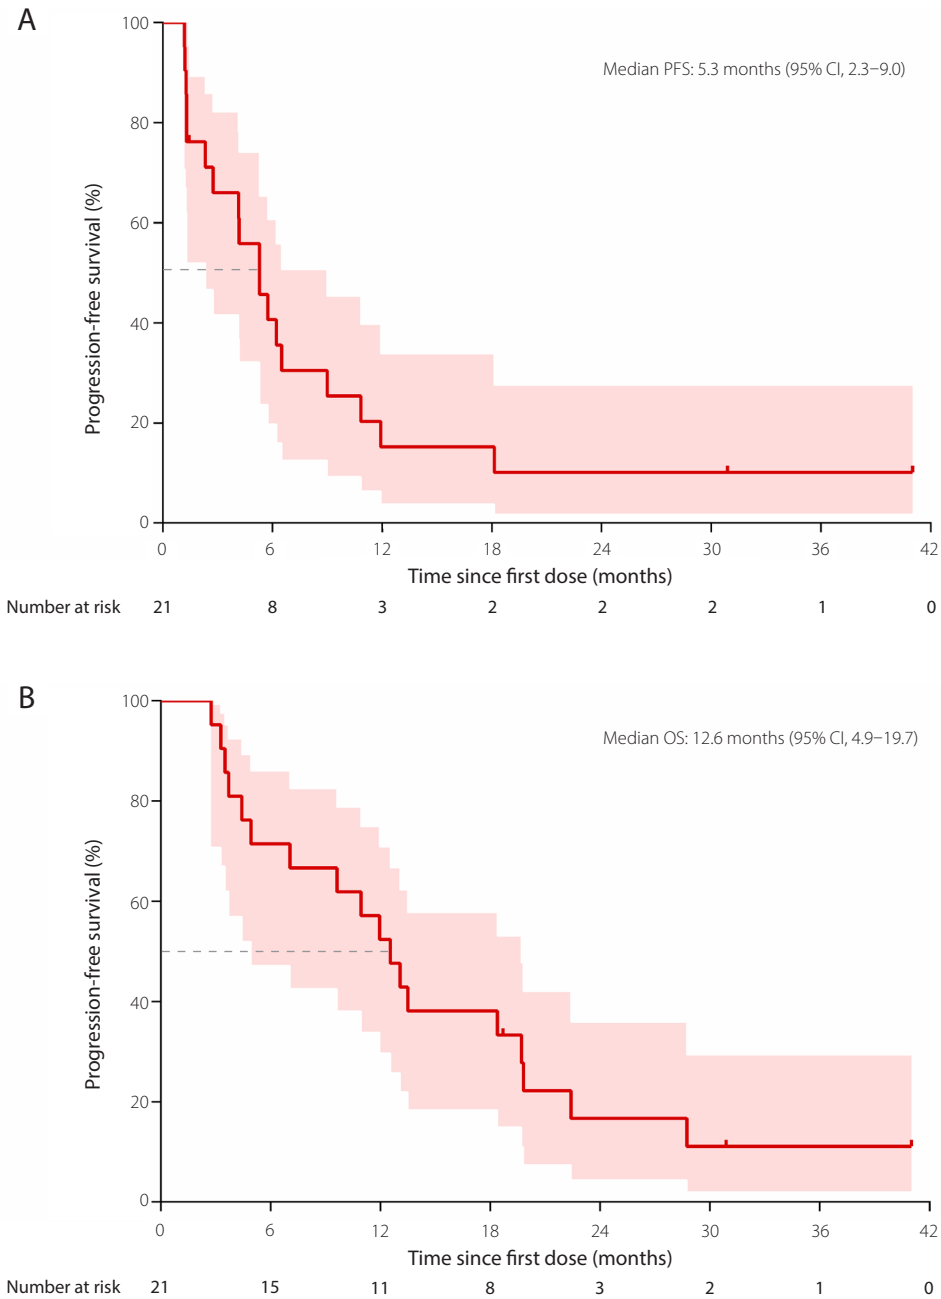 A
Median PFS: 5.3 months (95% CI, 2.3–9.0)
Progression-free survival (%)
100
80
60
40
20
0
0 6 12 18 24 30 36 42
Time since first dose (months)
Number at risk 21 8 3 2 2 2 1 0
B
Median OS: 12.6 months (95% CI, 4.9–19.7)
Progression-free survival (%)
100
80
60
40
20
0
0 6 12 18 24 30 36 42
Time since first dose (months)
Number at risk 21 15 11 8 3 2 1 0